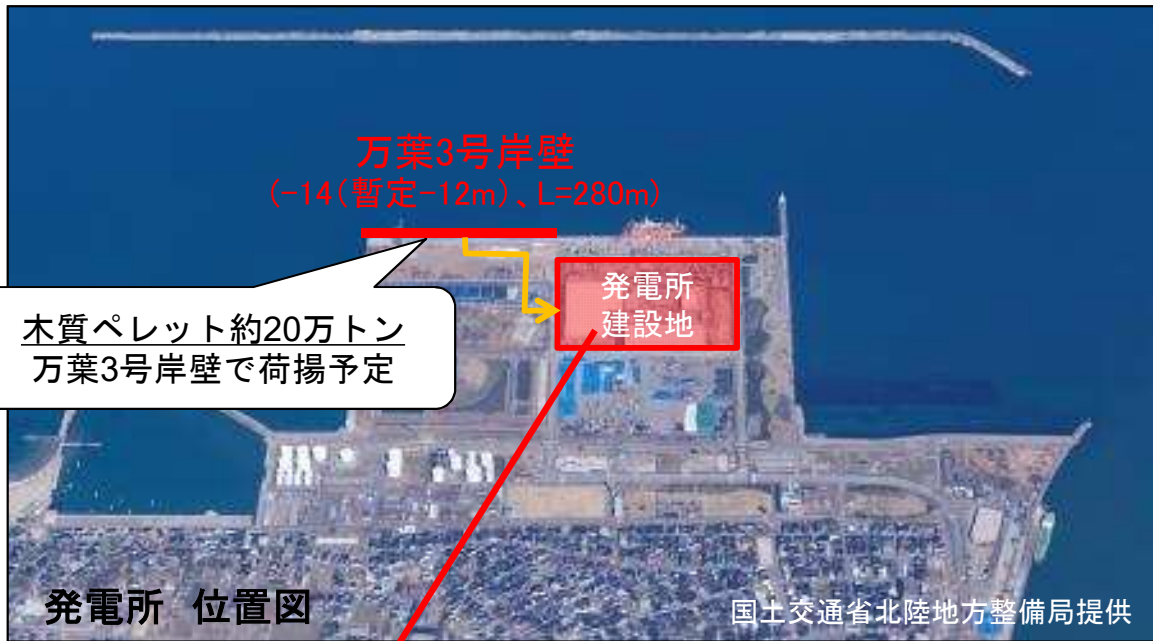 万葉3号岸壁
(-14(暫定-12m)、L=280m)
発電所
建設地
木質ペレット約20万トン
万葉3号岸壁で荷揚予定
発電所 位置図
国土交通省北陸地方整備局提供